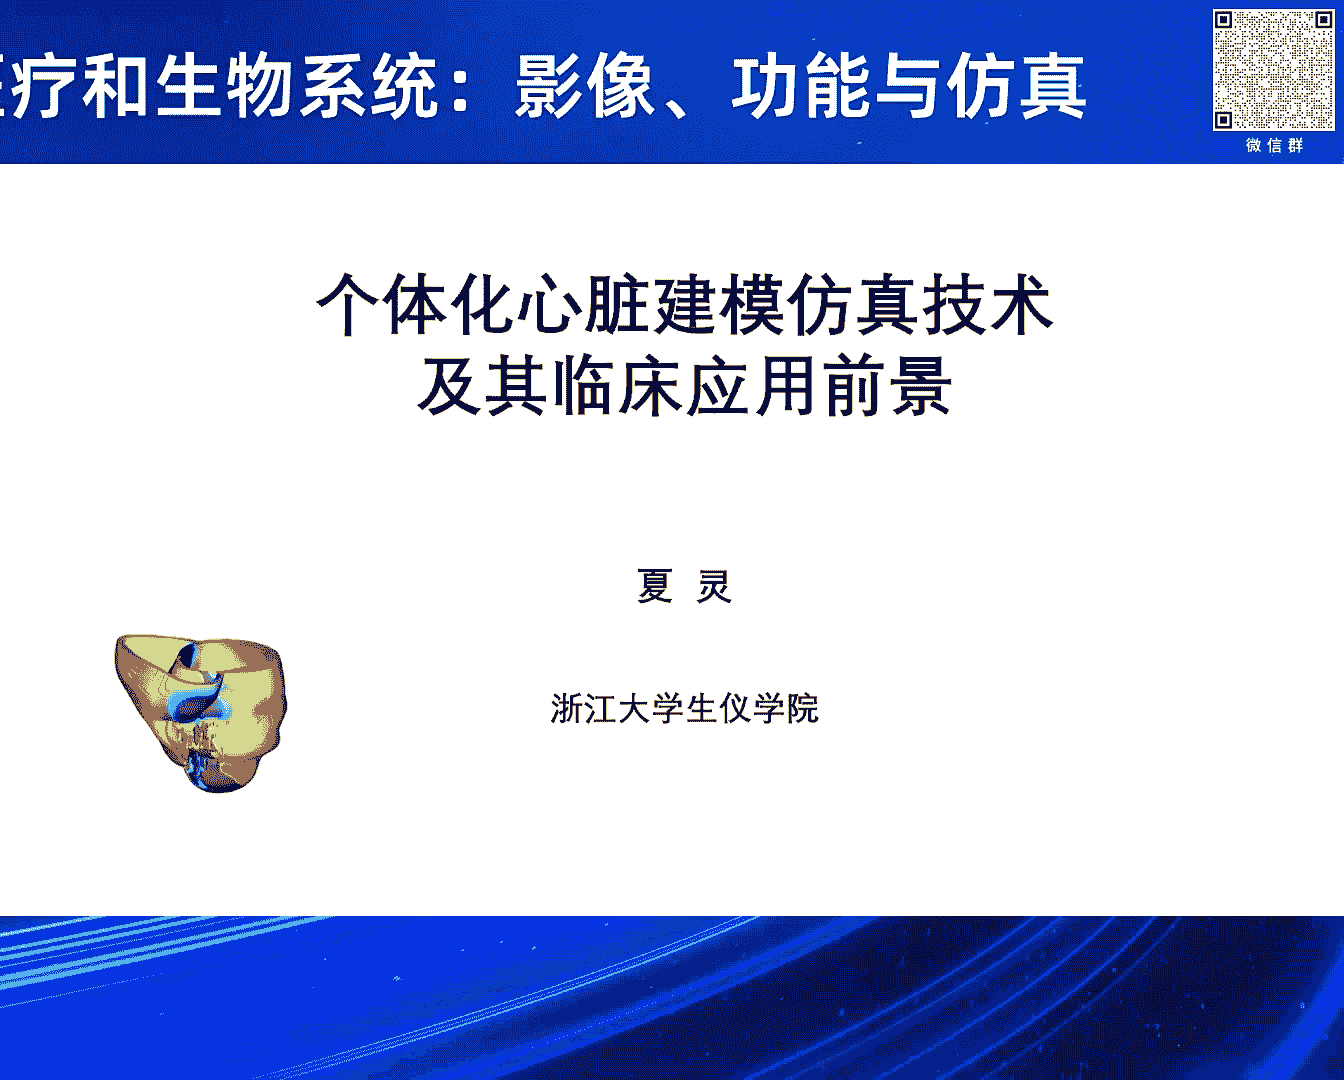 疗和生物系统：影像、功能与仿真
微信群
个体化心脏建模仿真技术
及其临床应用前景
夏 灵
浙江大学生仪学院